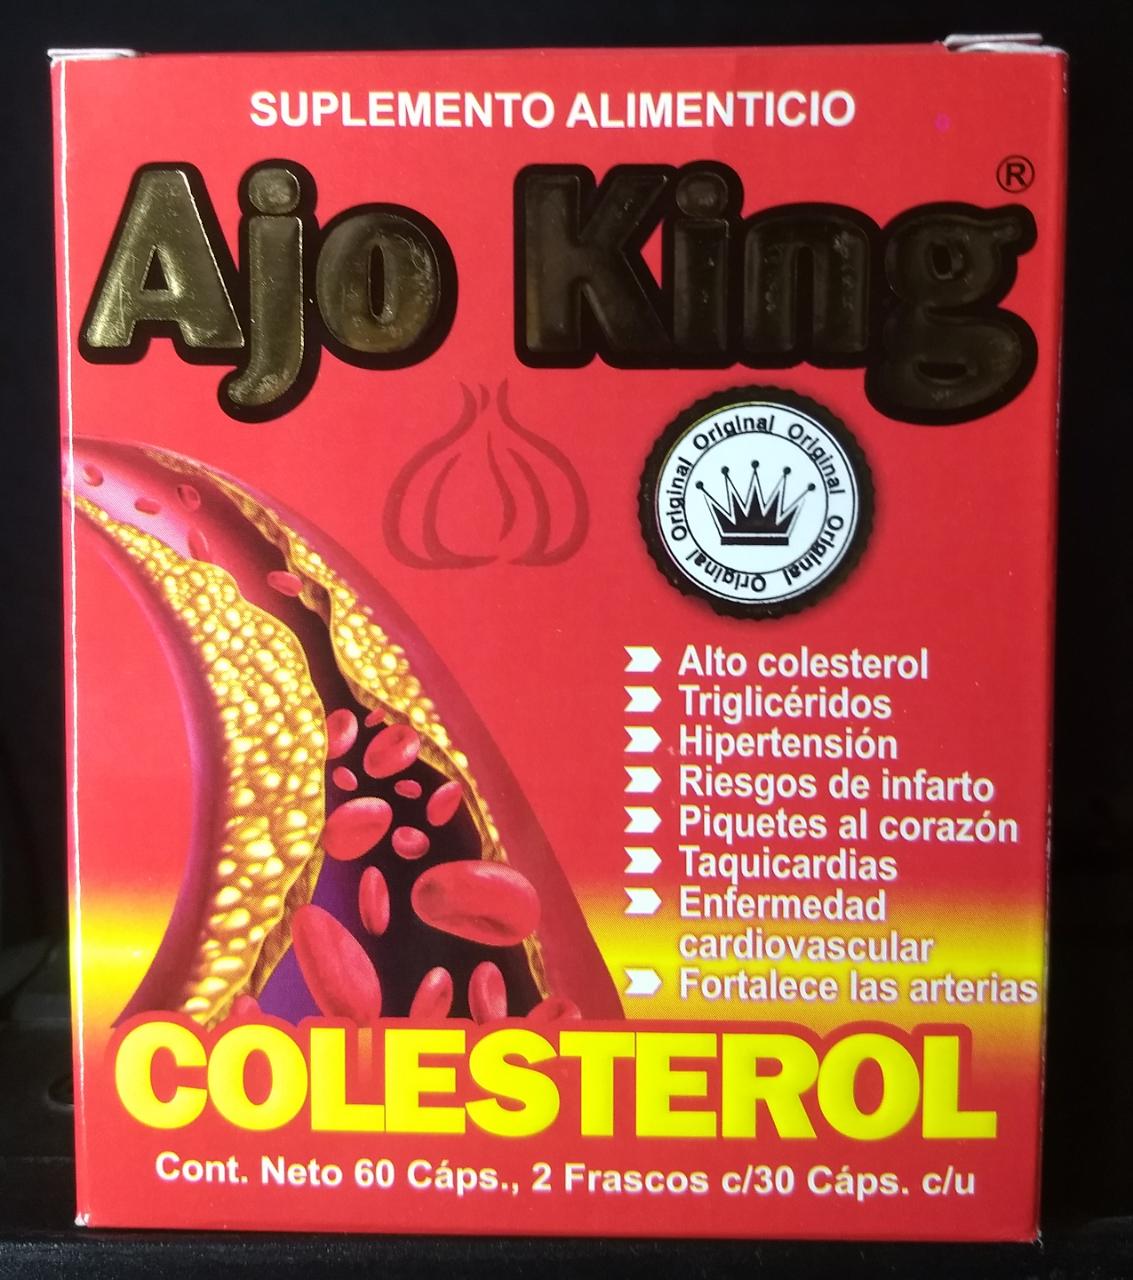 SUPLEMENTO ALIMENTICIO
Ajo King ®
Original Original Original Original Original Original
Alto colesterol
Triglicéridos
Hipertensión
Riesgos de infarto
Piquetes al corazón
Taquicardias
Enfermedad
cardiovascular
Fortalece las arterias
COLESTEROL
Cont. Neto 60 Cáps., 2 Frascos c/30 Cáps. c/u